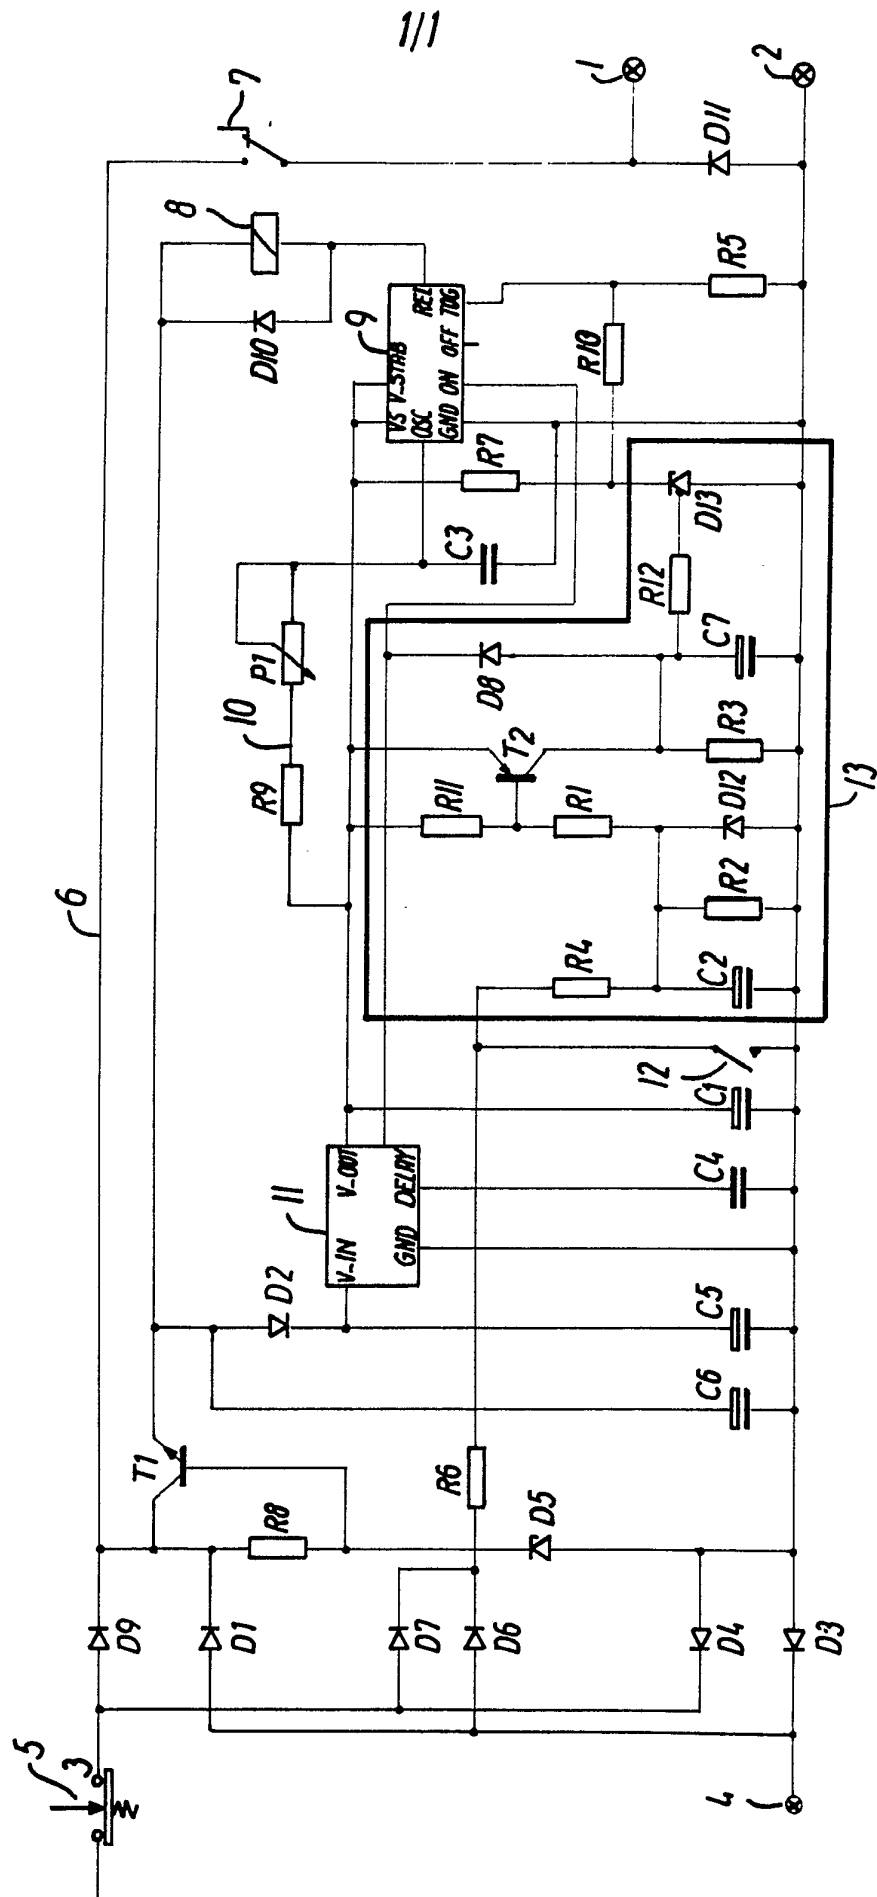 1/1
5
3
D9
D1
D7
D6
D4
D3
4
T1
R8
D5
R6
C6
D2
C5
11
V_IN
V_OUT
GND
DELAY
C4
C1
12
6
R9
10
P1
R4
C2
R2
R11
R1
D12
T2
R3
D8
C7
R12
D13
13
C3
R7
9
VS
V_STAB
OSC
REL
GND
ON
OFF
TOG
R10
R5
D10
8
7
D11
1
2